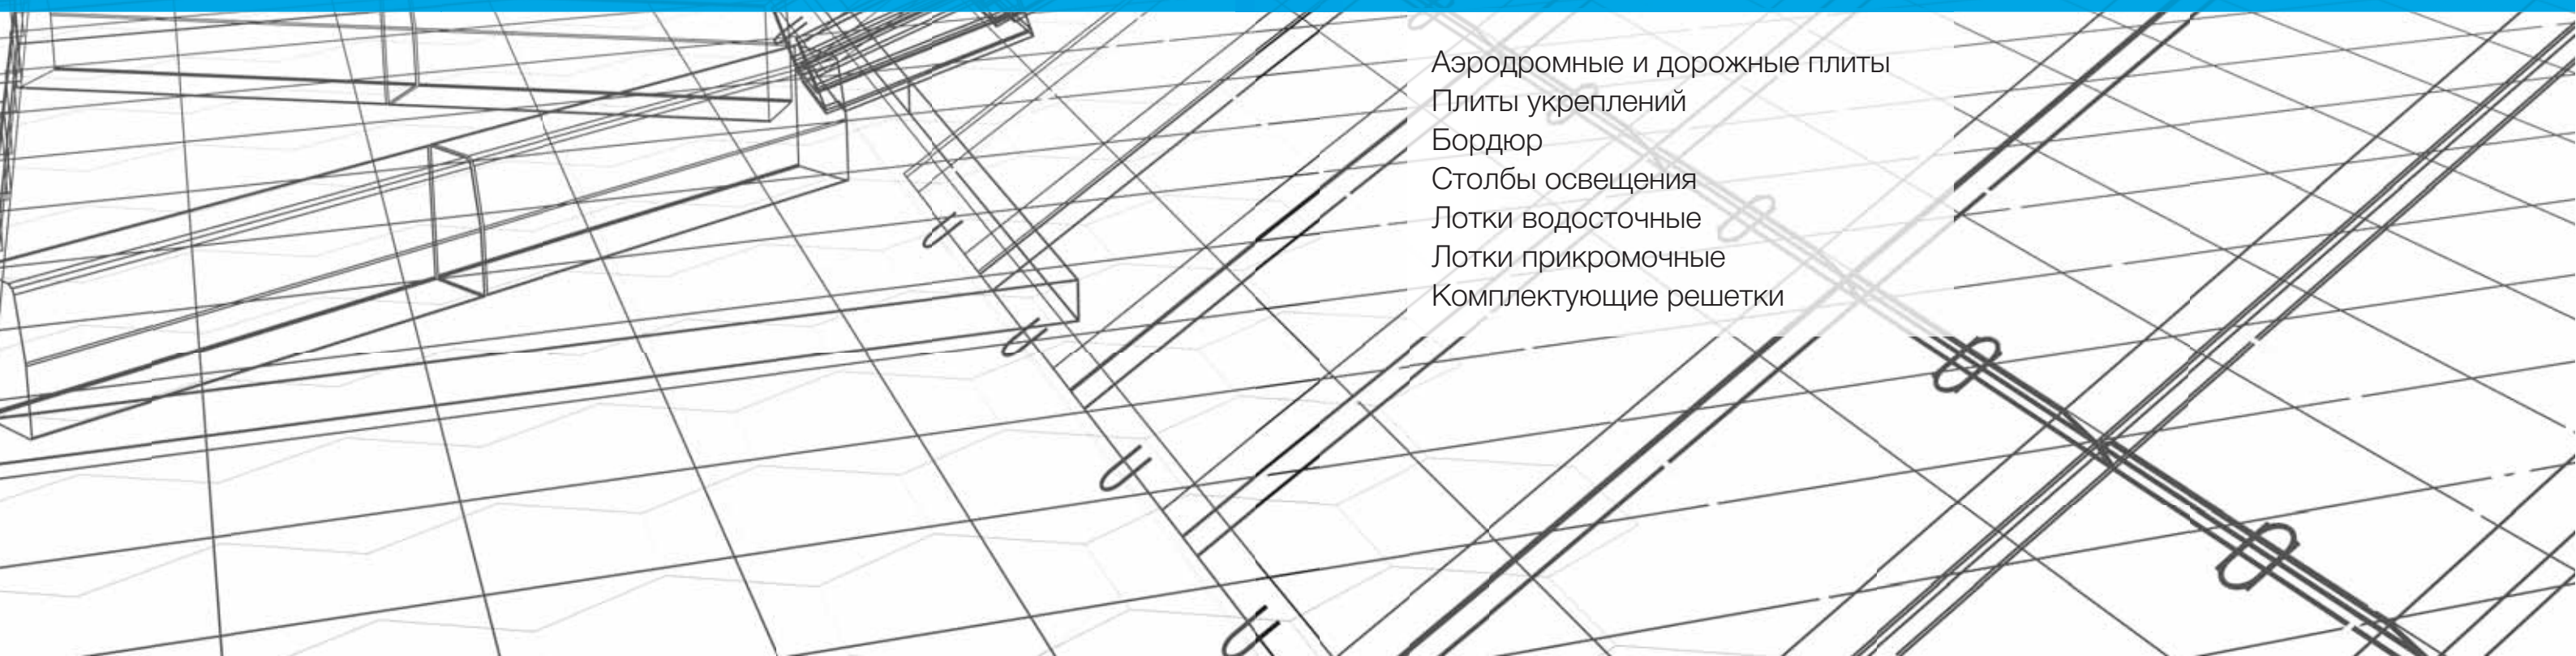 Аэродромные и дорожные плиты
Плиты укреплений
Бордюр
Столбы освещения
Лотки водосточные
Лотки прикромочные
Комплектующие решетки